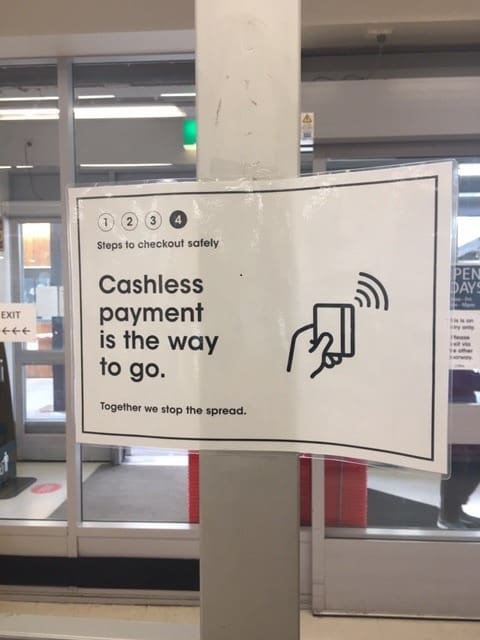 1 2 3 4
Steps to checkout safely
Cashless
payment
is the way
to go.
Together we stop the spread.
EXIT